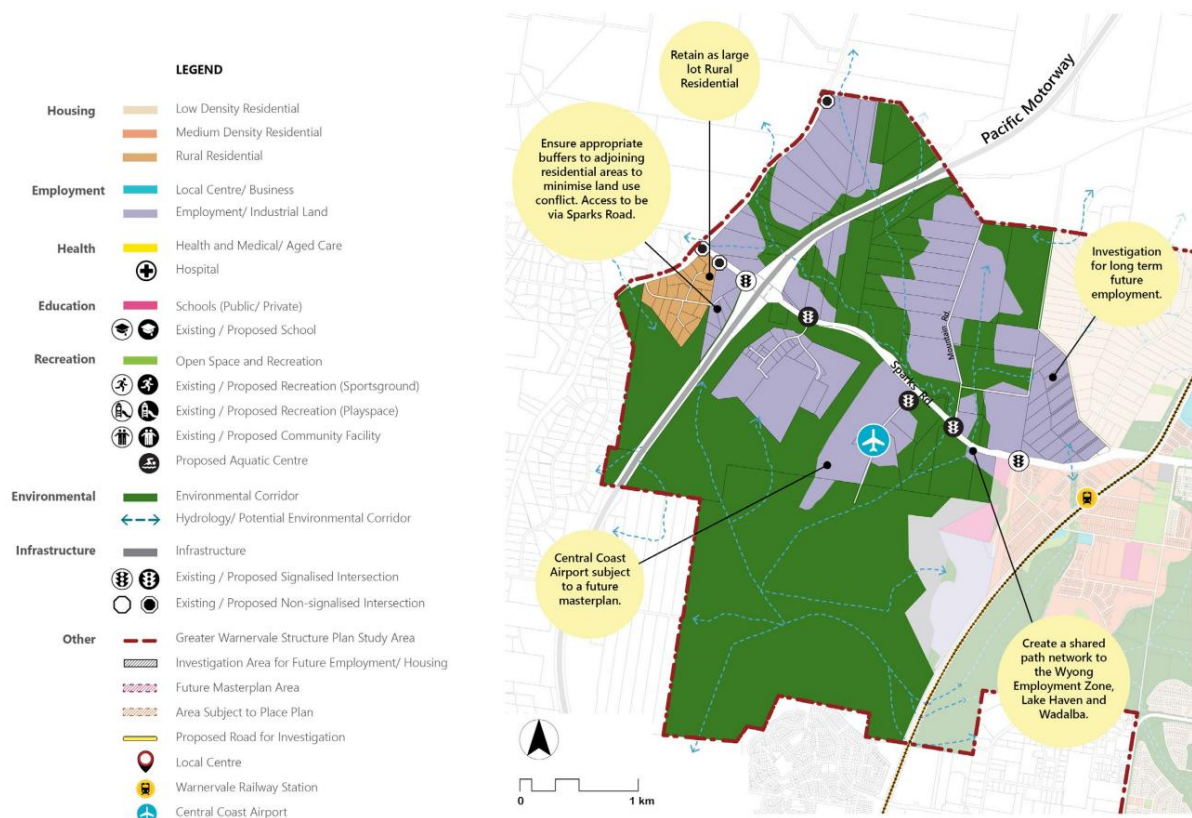 LEGEND
Housing
Low Density Residential
Medium Density Residential
Rural Residential
Employment
Local Centre/ Business
Employment/ Industrial Land
Health
Health and Medical/ Aged Care
Hospital
Education
Schools (Public/ Private)
Existing / Proposed School
Recreation
Open Space and Recreation
Existing / Proposed Recreation (Sportsground)
Existing / Proposed Recreation (Playspace)
Existing / Proposed Community Facility
Proposed Aquatic Centre
Environmental
Environmental Corridor
Hydrology/ Potential Environmental Corridor
Infrastructure
Infrastructure
Existing / Proposed Signalised Intersection
Existing / Proposed Non-signalised Intersection
Other
Greater Warnervale Structure Plan Study Area
Investigation Area for Future Employment/ Housing
Future Masterplan Area
Area Subject to Place Plan
Proposed Road for Investigation
Local Centre
Warnervale Railway Station
Central Coast Airport
Retain as large
lot Rural
Residential
Pacific Motorway
Ensure appropriate
buffers to adjoining
residential areas to
minimise land use
conflict. Access to be
via Sparks Road.
Investigation
for long term
future
employment.
Mountain Rd
Sparks Rd
Central Coast
Airport subject
to a future
masterplan.
Create a shared
path network to
the Wyong
Employment Zone,
Lake Haven and
Wadalba.
0 1 km